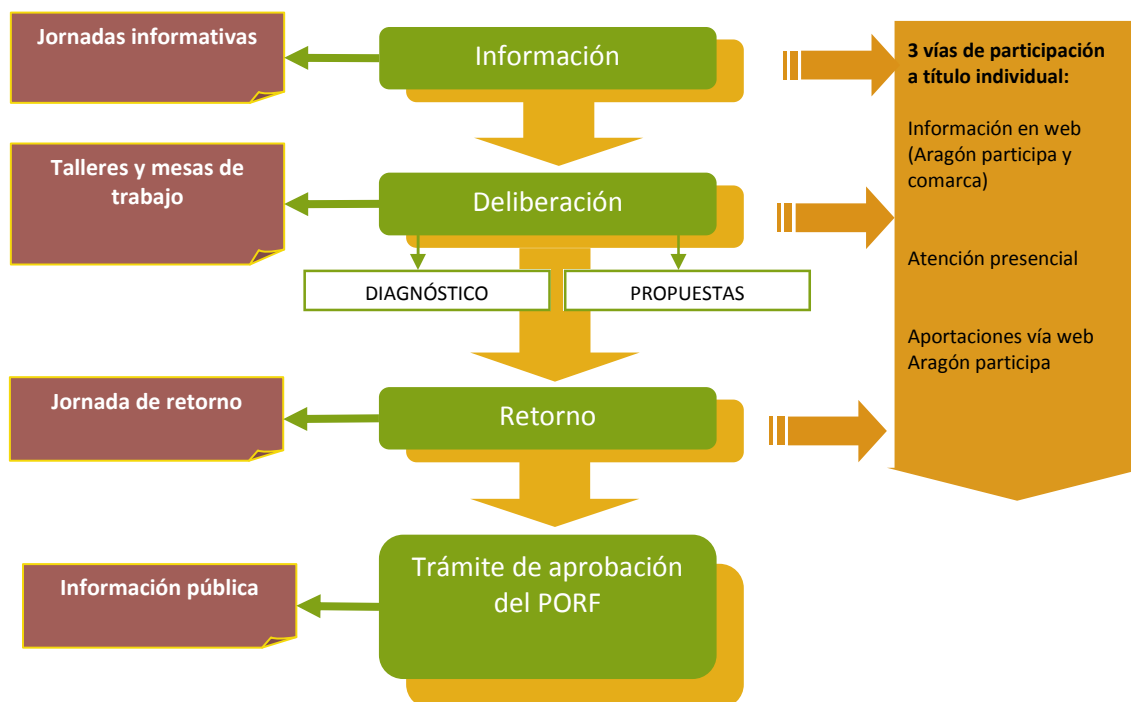 Jornadas informativas
Información
3 vías de participación
a título individual:
Información en web
(Aragón participa y
comarca)
Talleres y mesas de
trabajo
Deliberación
Atención presencial
DIAGNÓSTICO
PROPUESTAS
Aportaciones vía web
Aragón participa
Jornada de retorno
Retorno
Trámite de aprobación
del PORF
Información pública